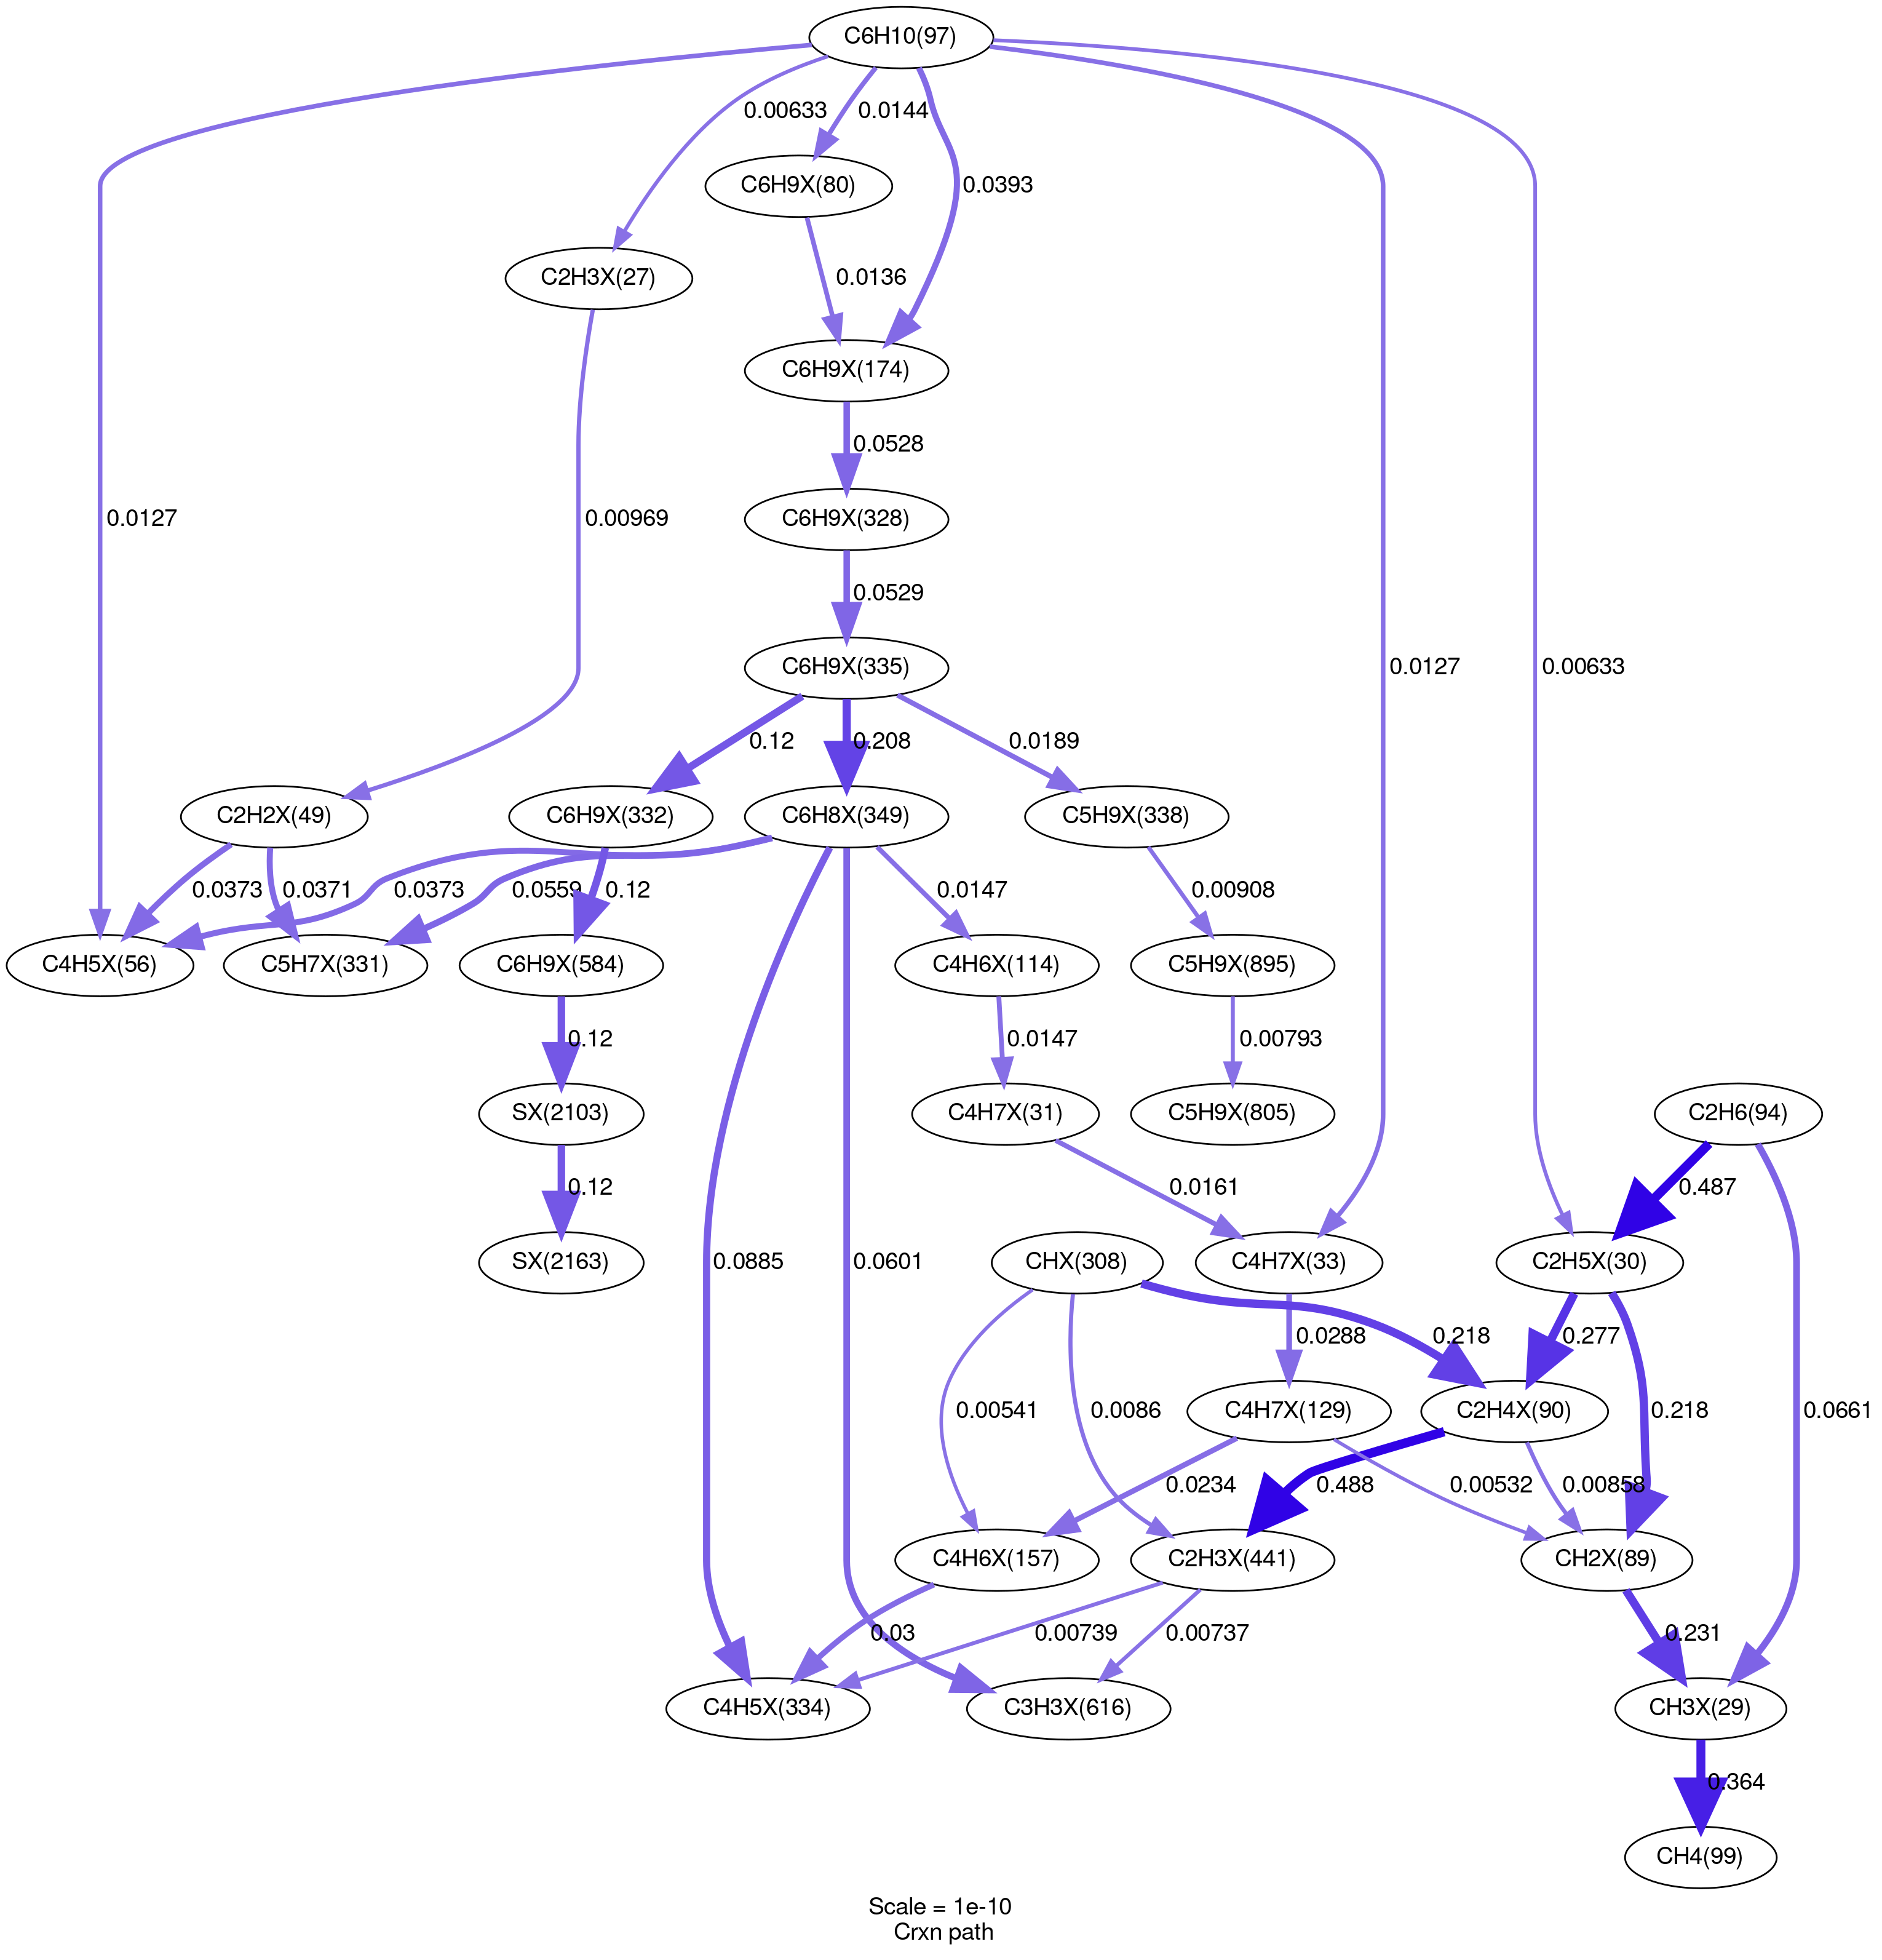 C6H10(97)
0.00633
0.0144
C6H9X(80)
0.0393
C2H3X(27)
0.0136
C6H9X(174)
0.0528
0.0127
0.00969
C6H9X(328)
0.0529
C6H9X(335)
0.0127
0.00633
0.12
0.208
0.0189
C2H2X(49)
C6H9X(332)
C6H8X(349)
C5H9X(338)
0.0373
0.0371
0.0373
0.0559
0.12
0.0147
0.00908
C4H5X(56)
C5H7X(331)
C6H9X(584)
C4H6X(114)
C5H9X(895)
0.12
0.0147
0.00793
SX(2103)
C4H7X(31)
C5H9X(805)
C2H6(94)
0.12
0.0161
0.487
SX(2163)
0.0885
0.0601
CHX(308)
C4H7X(33)
C2H5X(30)
0.218
0.0288
0.277
0.00541
0.0086
C4H7X(129)
C2H4X(90)
0.218
0.0661
0.0234
0.488
0.00532
0.00858
C4H6X(157)
C2H3X(441)
CH2X(89)
0.03
0.00739
0.00737
0.231
C4H5X(334)
C3H3X(616)
CH3X(29)
0.364
CH4(99)
Scale = 1e-10
Crxn path